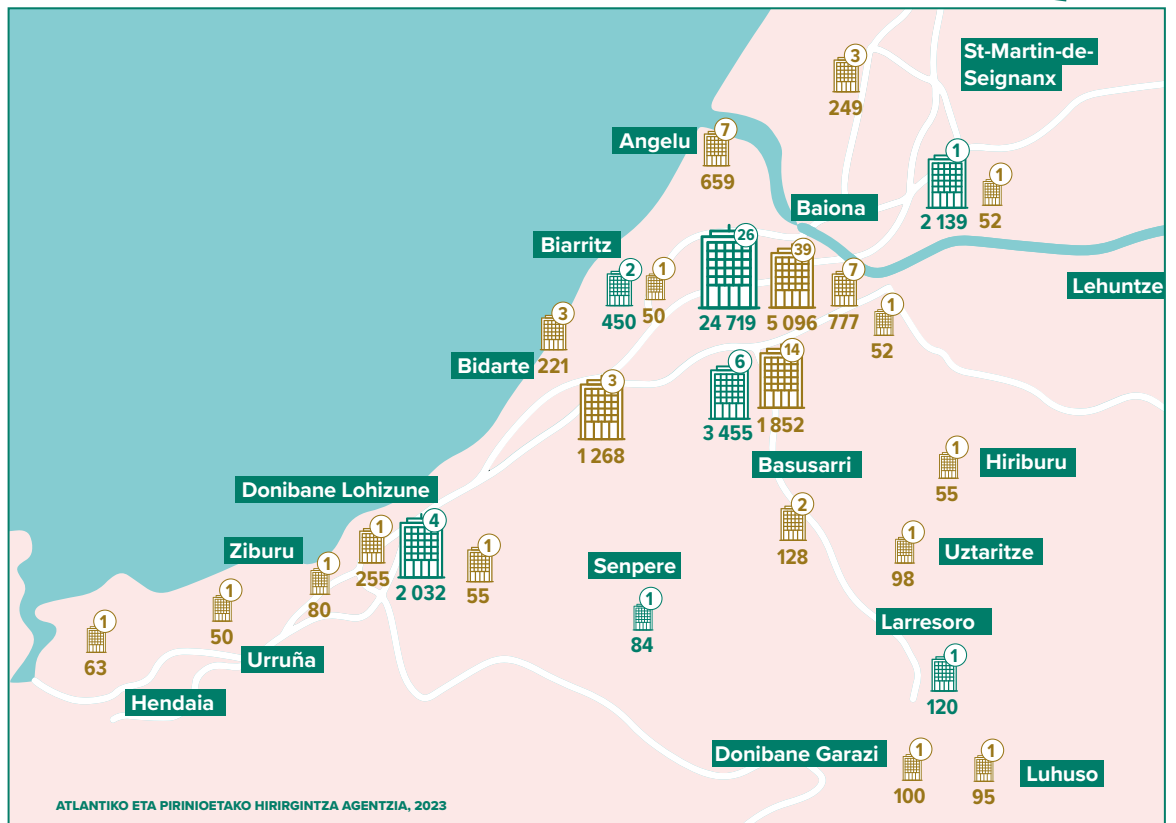 St-Martin-de-
Seignanx
3
249
Angelu
7
659
1
2 139
1
52
Baiona
Biarritz
2
450
1
50
26
24 719
39
5 096
7
777
1
52
Lehuntze
3
221
Bidarte
3
1 268
6
3 455
14
1 852
Basusarri
1
55
Hiriburu
Donibane Lohizune
2
128
1
98
Uztaritze
Ziburu
1
255
4
2 032
1
55
1
80
Senpere
1
84
1
50
1
63
Urruña
Larresoro
1
120
Hendaia
Donibane Garazi
1
100
1
95
Luhuso
ATLANTIKO ETA PIRINIOETAKO HIRIRGINTZA AGENTZIA, 2023